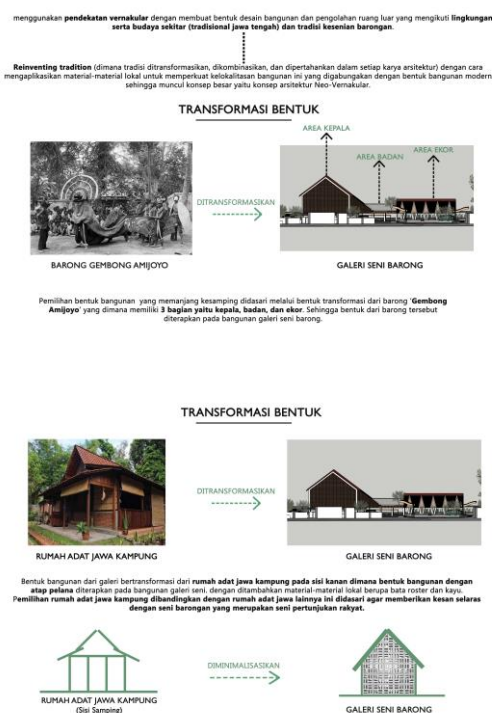 menggunakan pendekatan vernakular dengan membuat bentuk desain bangunan dan pengolahan ruang luar yang mengikuti lingkungan
serta budaya sekitar (tradisional jawa tengah) dan tradisi kesenian barongan.
Reinventing tradition (dimana tradisi ditransformasikan, dikombinasikan, dan dipertahankan dalam setiap karya arsitektur) dengan cara
mengaplikasikan material-material lokal untuk memperkuat kelokalitasan bangunan ini yang digabungakan dengan bentuk bangunan modern
sehingga muncul konsep besar yaitu konsep arsitektur Neo-Vernakular.
TRANSFORMASI BENTUK
AREA KEPALA
AREA BADAN
AREA EKOR
DITRANSFORMASIKAN
BARONG GEMBONG AMIJOYO
GALERI SENI BARONG
Pemilihan bentuk bangunan yang memanjang kesamping didasari melalui bentuk transformasi dari barong 'Gembong
Amijoyo' yang dimana memiliki 3 bagian yaitu kepala, badan, dan ekor. Sehingga bentuk dari barong tersebut
diterapkan pada bangunan galeri seni barong.
TRANSFORMASI BENTUK
DITRANSFORMASIKAN
RUMAH ADAT JAWA KAMPUNG
GALERI SENI BARONG
Bentuk bangunan dari galeri bertransformasi dari rumah adat jawa kampung pada sisi kanan dimana bentuk bangunan dengan
atap pelana diterapkan pada bangunan galeri seni. dengan ditambahkan material-material lokal berupa bata roster dan kayu.
Pemilihan rumah adat jawa kampung dibandingkan dengan rumah adat jawa lainnya ini didasari agar memberikan kesan selaras
dengan seni barongan yang merupakan seni pertunjukan rakyat.
DIMINIMALISASIKAN
RUMAH ADAT JAWA KAMPUNG
(Sisi Samping)
GALERI SENI BARONG